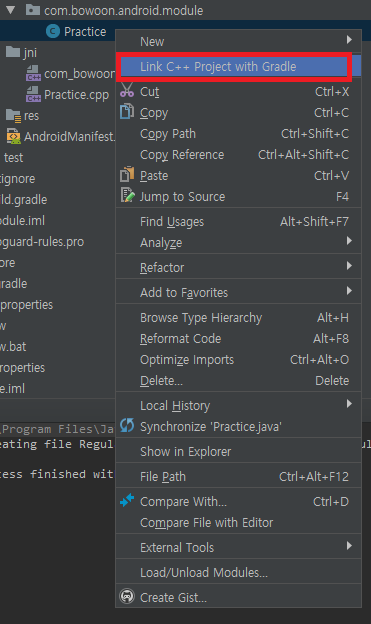 com.bowoon.android.module
Practice
jni
com_bowoon
Practice.cpp
res
AndroidManifest.
test
ignore
ild.gradle
odule.iml
oguard-rules.pro
ore
radle
properties
w
w.bat
roperties
e.iml
New
Link C++ Project with Gradle
Cut Ctrl+X
Copy Ctrl+C
Copy Path Ctrl+Shift+C
Copy Reference Ctrl+Alt+Shift+C
Paste Ctrl+V
Jump to Source F4
Find Usages Alt+Shift+F7
Analyze
Refactor
Add to Favorites
Browse Type Hierarchy Alt+H
Reformat Code Alt+F8
Optimize Imports Ctrl+Alt+O
Delete... Delete
Local History
Synchronize 'Practice.java'
Show in Explorer
File Path Ctrl+Alt+F12
Compare With... Ctrl+D
Compare File with Editor
External Tools
Load/Unload Modules...
Create Gist...
\Program Files\Ja
eating file Regul ul
cess finished wit